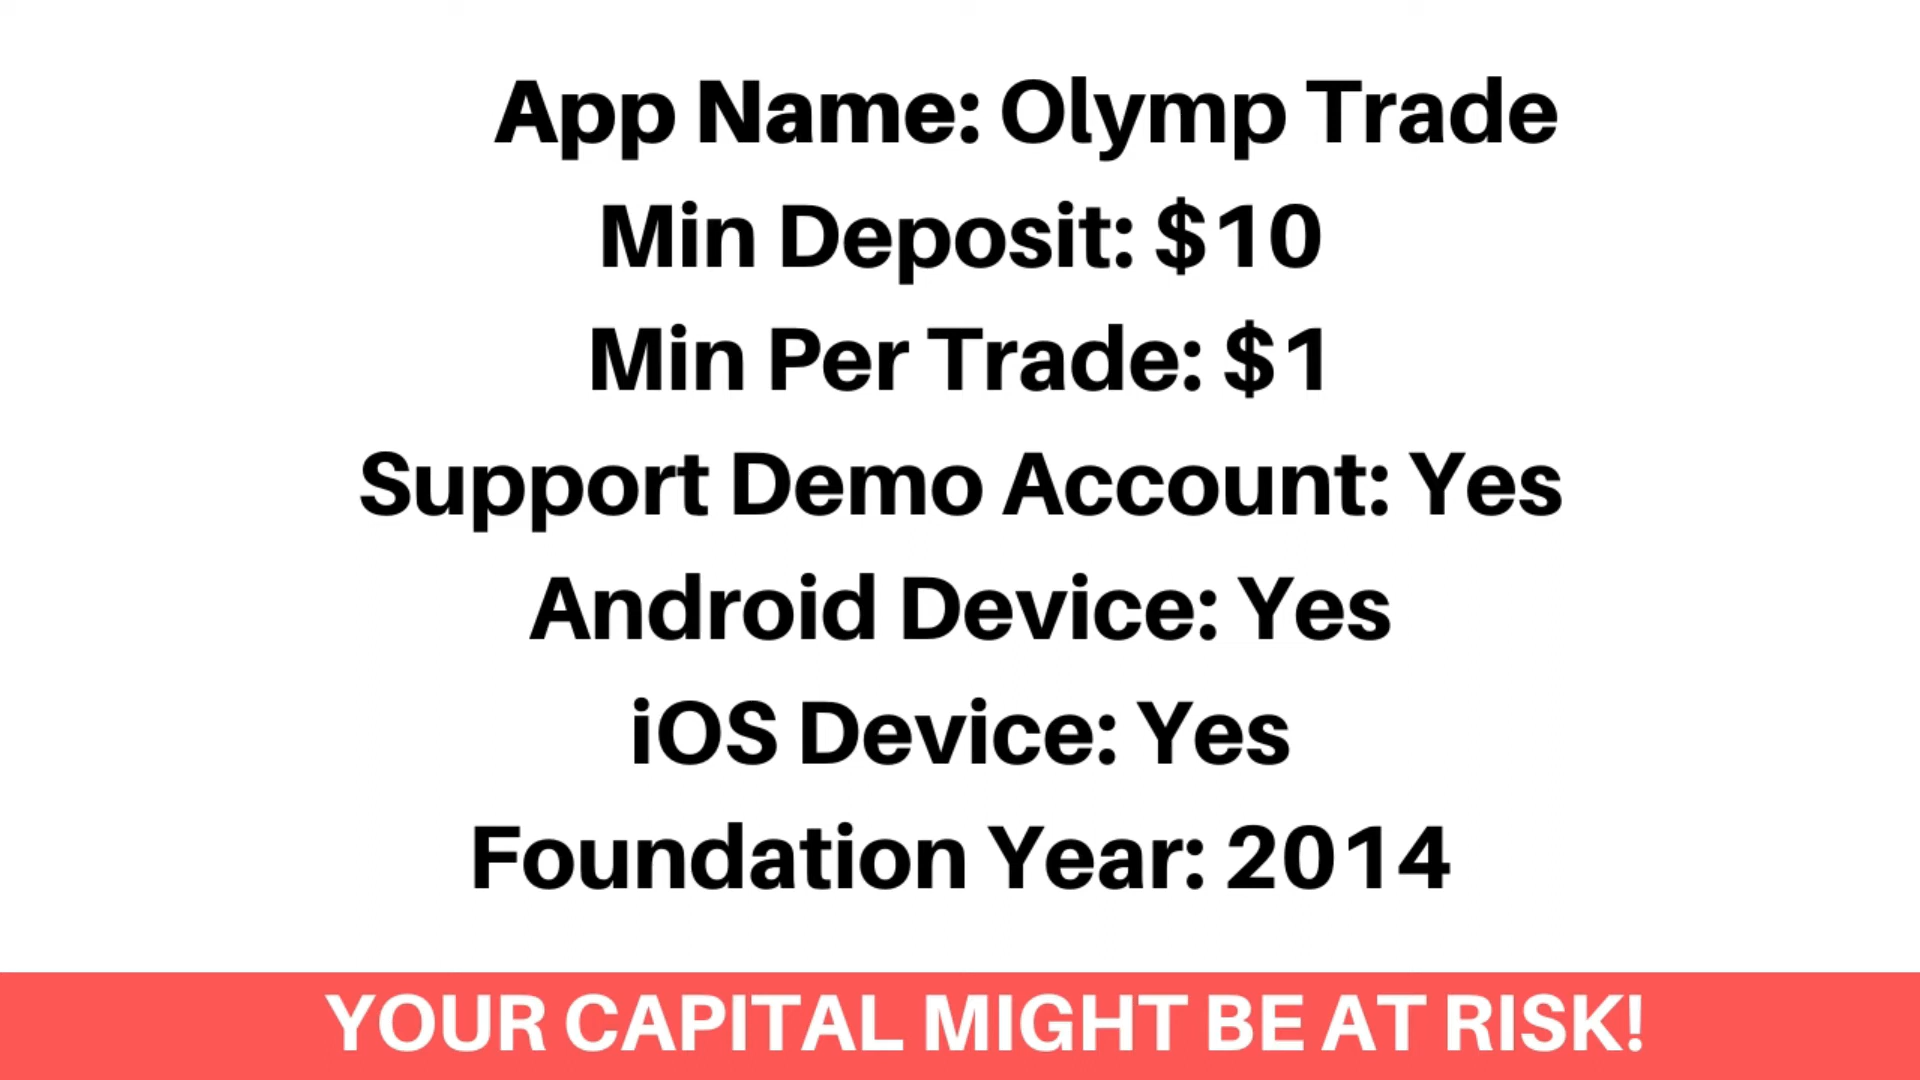 App Name: Olymp Trade
Min Deposit: $10
Min Per Trade: $1
Support Demo Account: Yes
Android Device: Yes
iOS Device: Yes
Foundation Year: 2014
YOUR CAPITAL MIGHT BE AT RISK!